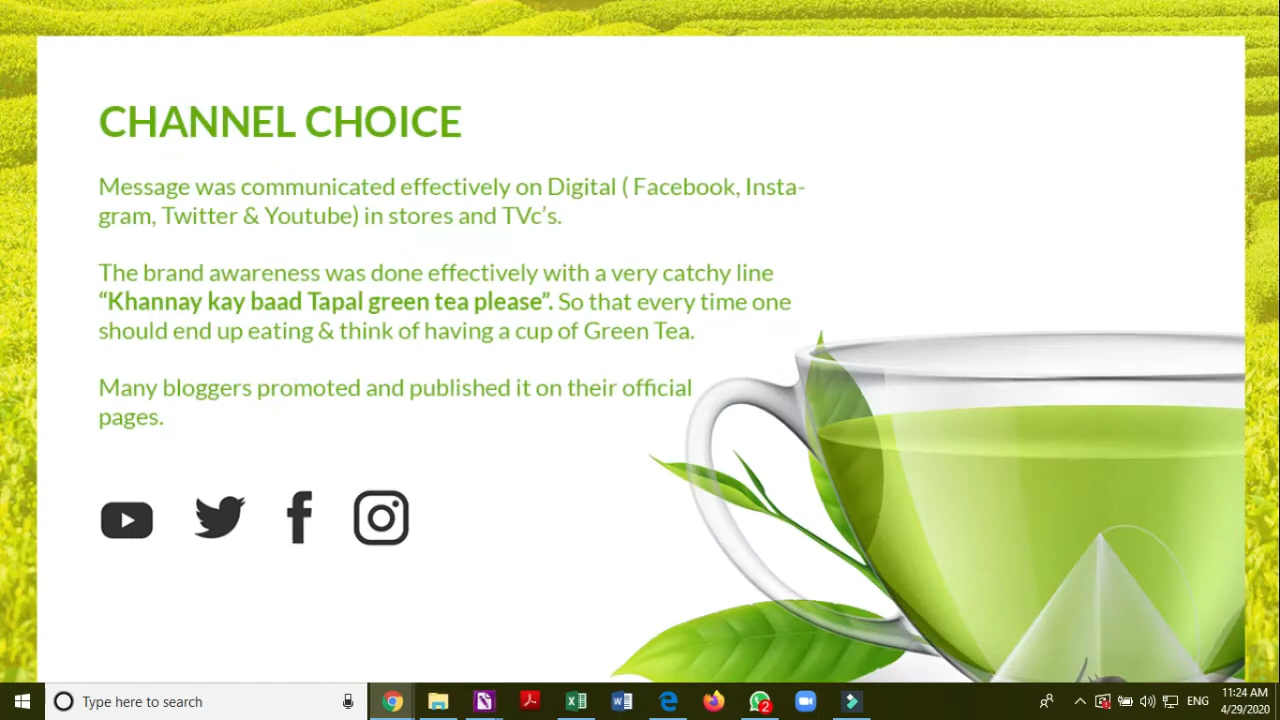 CHANNEL CHOICE
Message was communicated effectively on Digital ( Facebook, Insta-
gram, Twitter & Youtube) in stores and TVc’s.
The brand awareness was done effectively with a very catchy line
“Khannay kay baad Tapal green tea please”. So that every time one
should end up eating & think of having a cup of Green Tea.
Many bloggers promoted and published it on their official
pages.
Type here to search
2
ENG
11:24 AM
4/29/2020